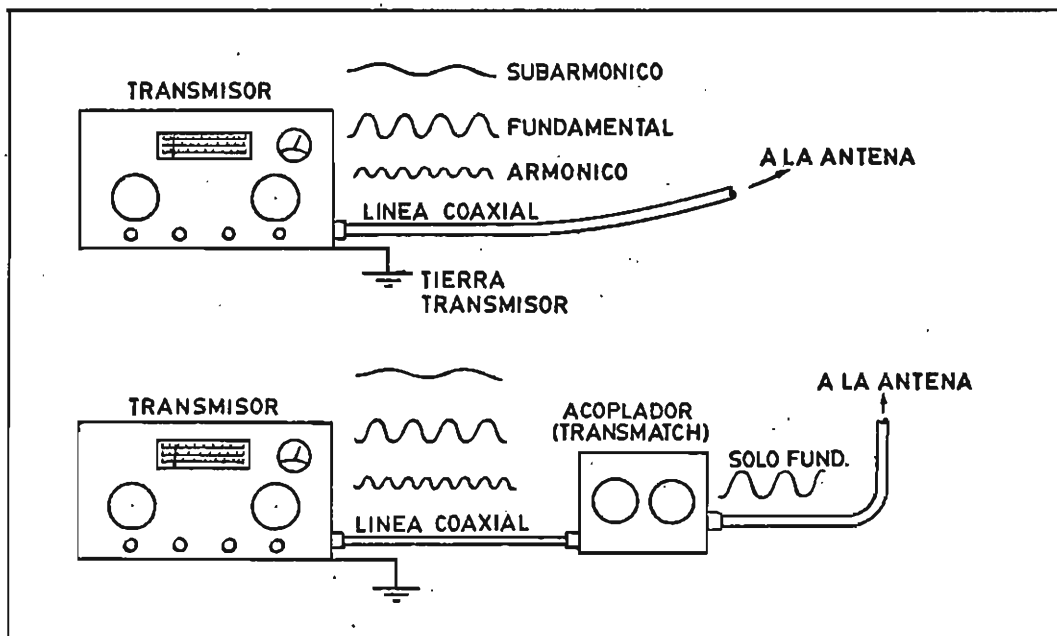 SUBARMONICO
TRANSMISOR
FUNDAMENTAL
A LA ANTENA
ARMONICO
LINEA COAXIAL
TIERRA
TRANSMISOR
A LA ANTENA
TRANSMISOR
ACOPLADOR
(TRANSMATCH)
SOLO FUND.
LINEA COAXIAL